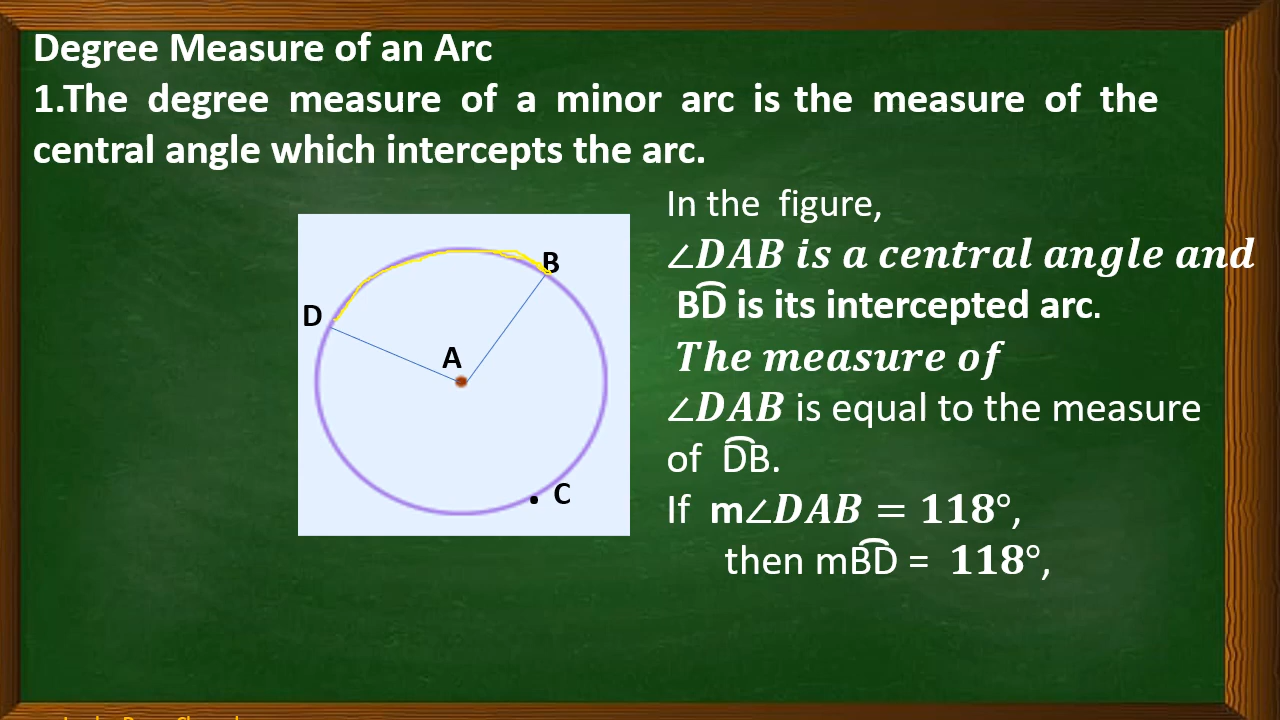 Degree Measure of an Arc
1.The degree measure of a minor arc is the measure of the
central angle which intercepts the arc.
In the figure,
∠DAB is a central angle and
B͡D is its intercepted arc.
The measure of
∠DAB is equal to the measure
of D͡B.
If m∠DAB = 118°,
then mB͡D = 118°,
B
D
A
C